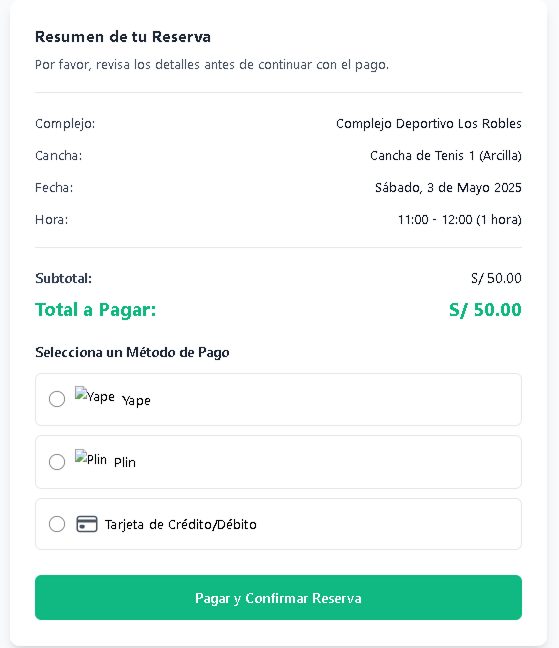 Resumen de tu Reserva
Por favor, revisa los detalles antes de continuar con el pago.
Complejo: Complejo Deportivo Los Robles
Cancha: Cancha de Tenis 1 (Arcilla)
Fecha: Sábado, 3 de Mayo 2025
Hora: 11:00 - 12:00 (1 hora)
Subtotal: S/ 50.00
Total a Pagar: S/ 50.00
Selecciona un Método de Pago
Yape Yape
Plin Plin
Tarjeta de Crédito/Débito
Pagar y Confirmar Reserva